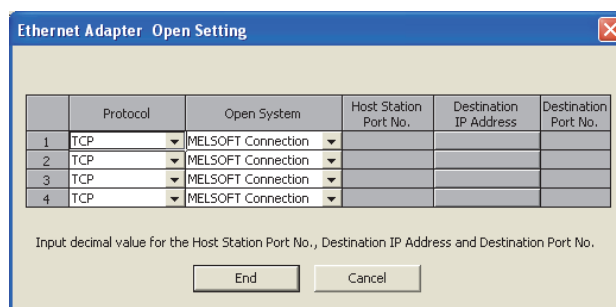 Ethernet Adapter Open Setting
Protocol Open System Host Station Port No. Destination IP Address Destination Port No.
1 TCP MELSOFT Connection
2 TCP MELSOFT Connection
3 TCP MELSOFT Connection
4 TCP MELSOFT Connection
Input decimal value for the Host Station Port No., Destination IP Address and Destination Port No.
End Cancel